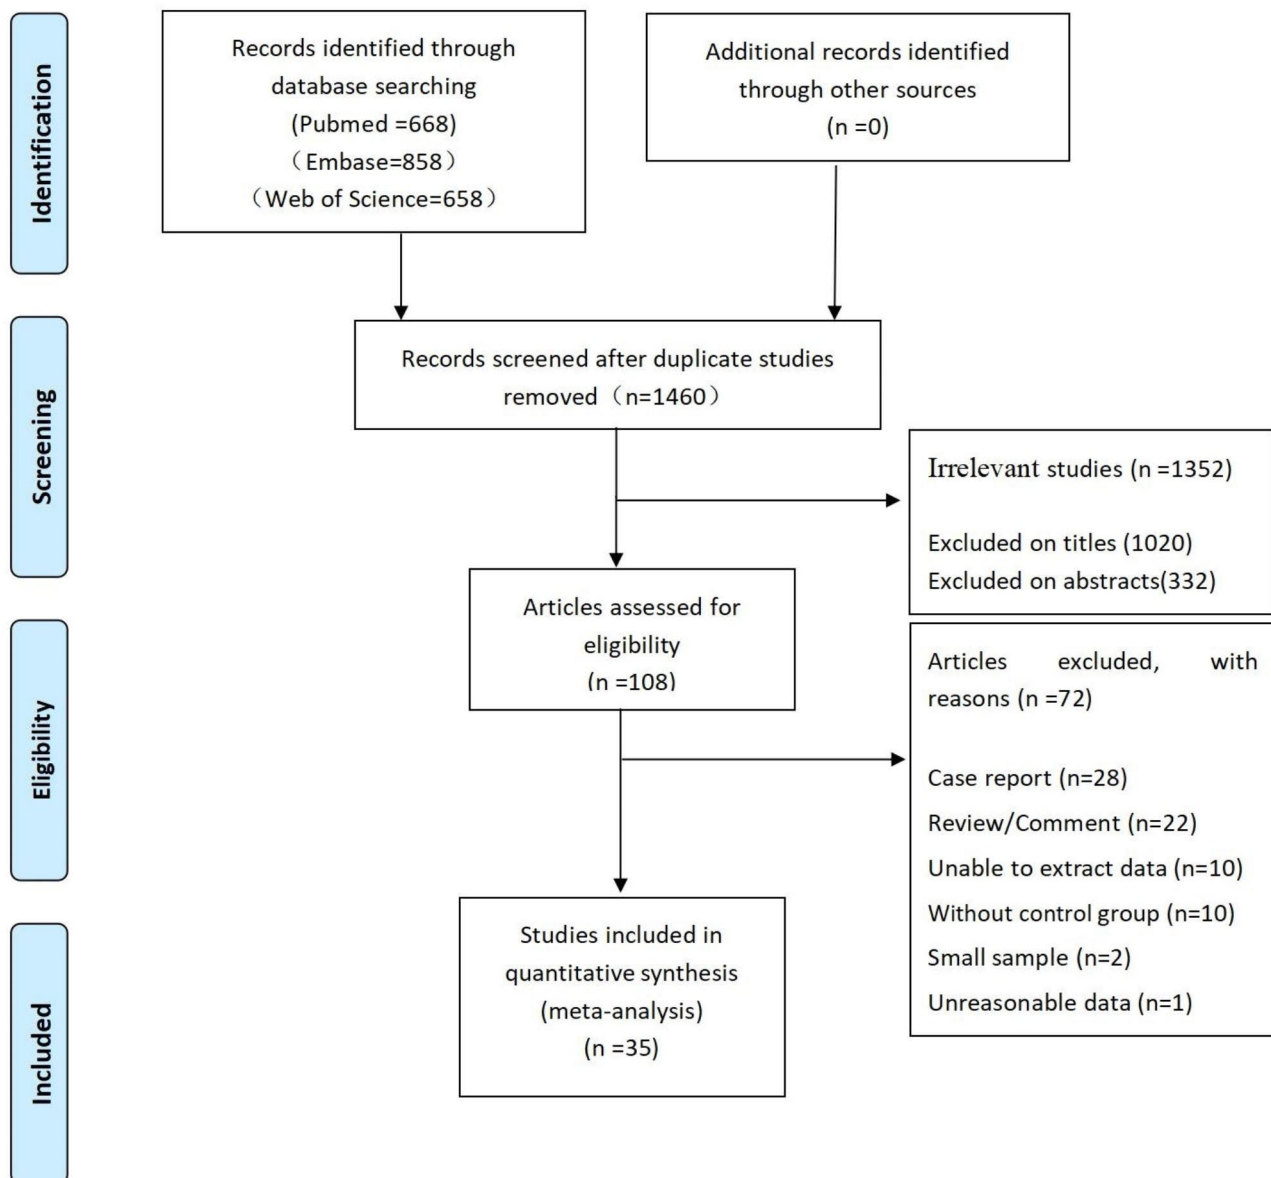 Identification
Records identified through
database searching
(Pubmed =668)
（Embase=858）
（Web of Science=658）
Additional records identified
through other sources
(n =0)
Screening
Records screened after duplicate studies
removed（n=1460）
Irrelevant studies (n =1352)
Excluded on titles (1020)
Excluded on abstracts(332)
Eligibility
Articles assessed for
eligibility
(n =108)
Articles excluded, with
reasons (n =72)
Case report (n=28)
Review/Comment (n=22)
Unable to extract data (n=10)
Without control group (n=10)
Small sample (n=2)
Unreasonable data (n=1)
Included
Studies included in
quantitative synthesis
(meta-analysis)
(n =35)